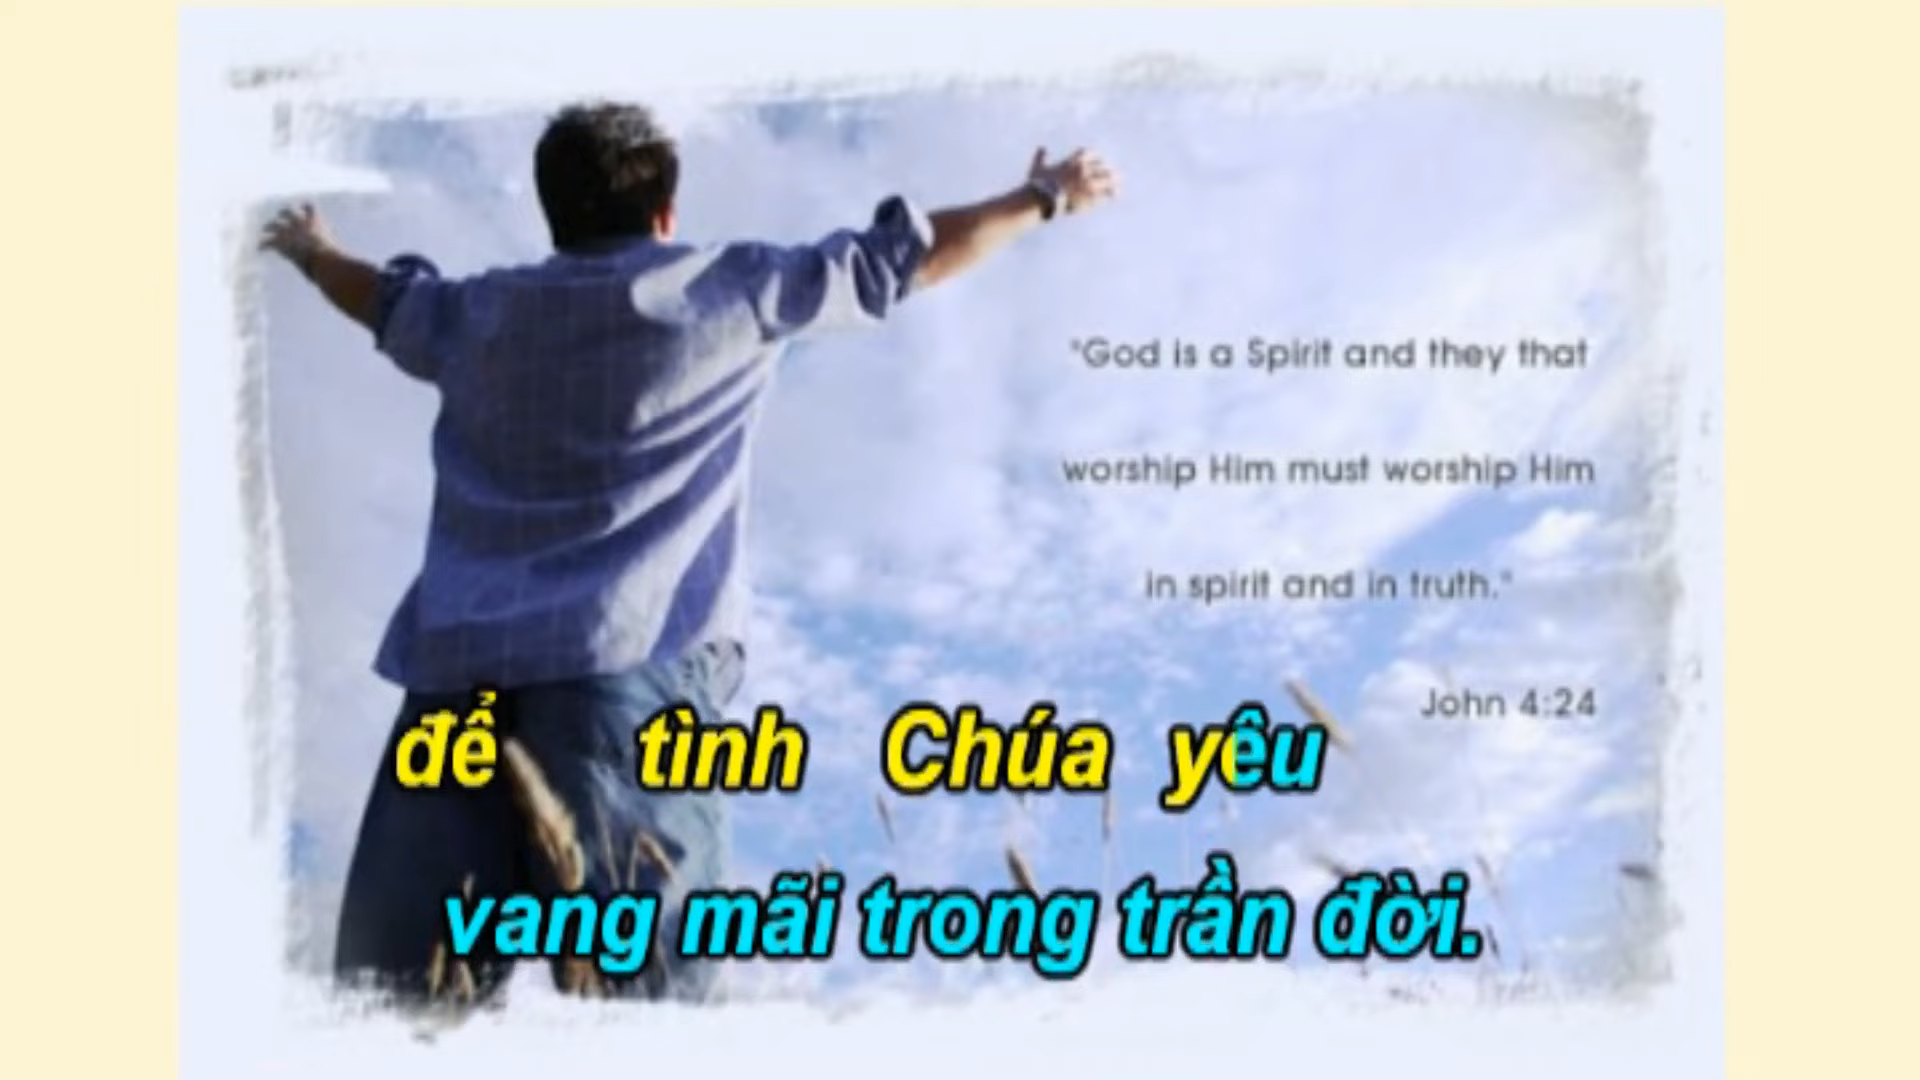 "God is a Spirit and they that
worship Him must worship Him
in spirit and in truth."
John 4:24
để tình Chúa yêu
vang mãi trong trần đời.